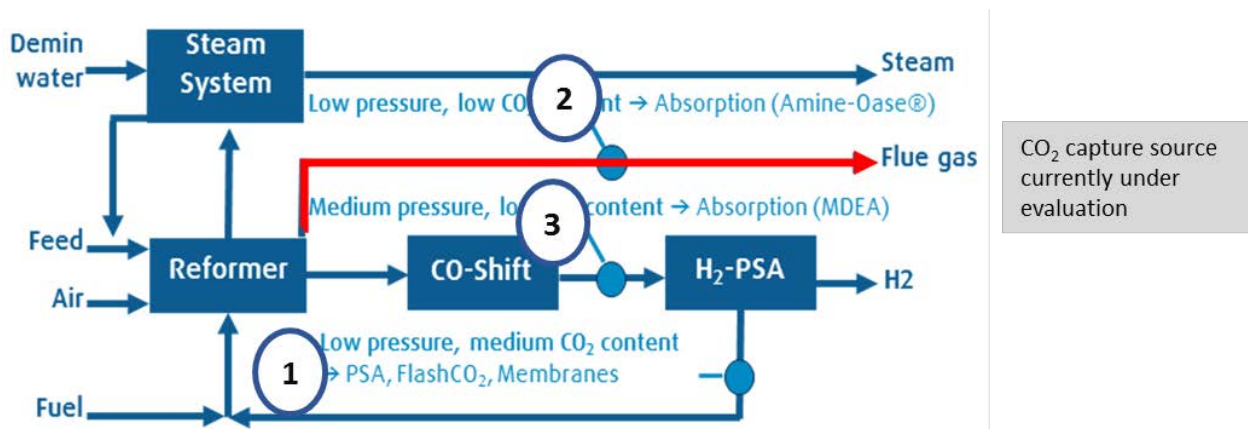 Demin
water
Steam
System
Steam
Low pressure, low CO 2 nt → Absorption (Amine-Oase®)
Flue gas
Medium pressure, lo 3 content → Absorption (MDEA)
Feed
Reformer
CO-Shift
H₂-PSA
H2
Air
Low pressure, medium CO₂ content
1 → PSA, FlashCO₂, Membranes
Fuel
CO₂ capture source
currently under
evaluation